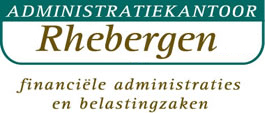 ADMINISTRATIEKANTOOR
Rhebergen
financiële administraties
en belastingzaken